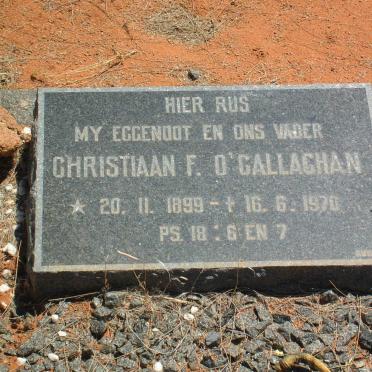 HIER RUS
MY EGGENOOT EN ONS VADER
CHRISTIAAN F. O'GALLAGHAN
* 20. 11. 1899 - † 16. 6. 1970
PS. 18 : 6 EN 7